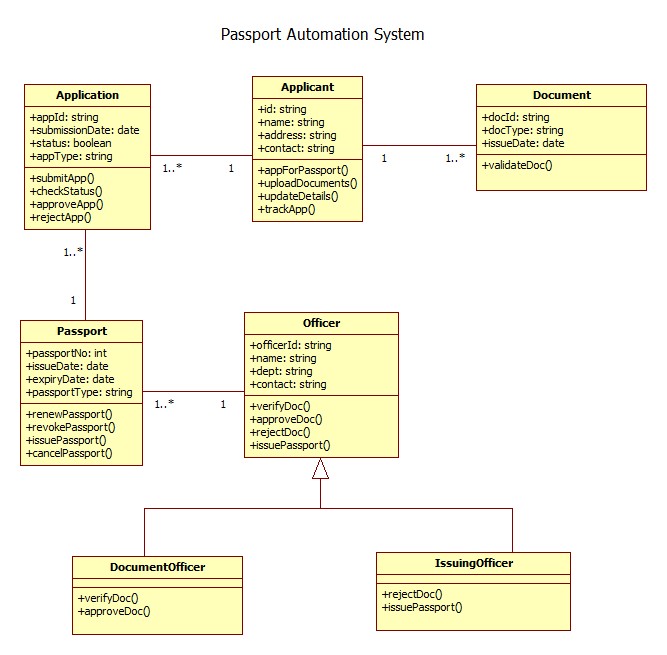 Passport Automation System
Application
+appId: string
+submissionDate: date
+status: boolean
+appType: string
+submitApp()
+checkStatus()
+approveApp()
+rejectApp()
1..*
1
Applicant
+id: string
+name: string
+address: string
+contact: string
+appForPassport()
+uploadDocuments()
+updateDetails()
+trackApp()
1
1..*
Document
+docId: string
+docType: string
+issueDate: date
+validateDoc()
1..*
1
Passport
+passportNo: int
+issueDate: date
+expiryDate: date
+passportType: string
+renewPassport()
+revokePassport()
+issuePassport()
+cancelPassport()
1..*
1
Officer
+officerId: string
+name: string
+dept: string
+contact: string
+verifyDoc()
+approveDoc()
+rejectDoc()
+issuePassport()
DocumentOfficer
+verifyDoc()
+approveDoc()
IssuingOfficer
+rejectDoc()
+issuePassport()